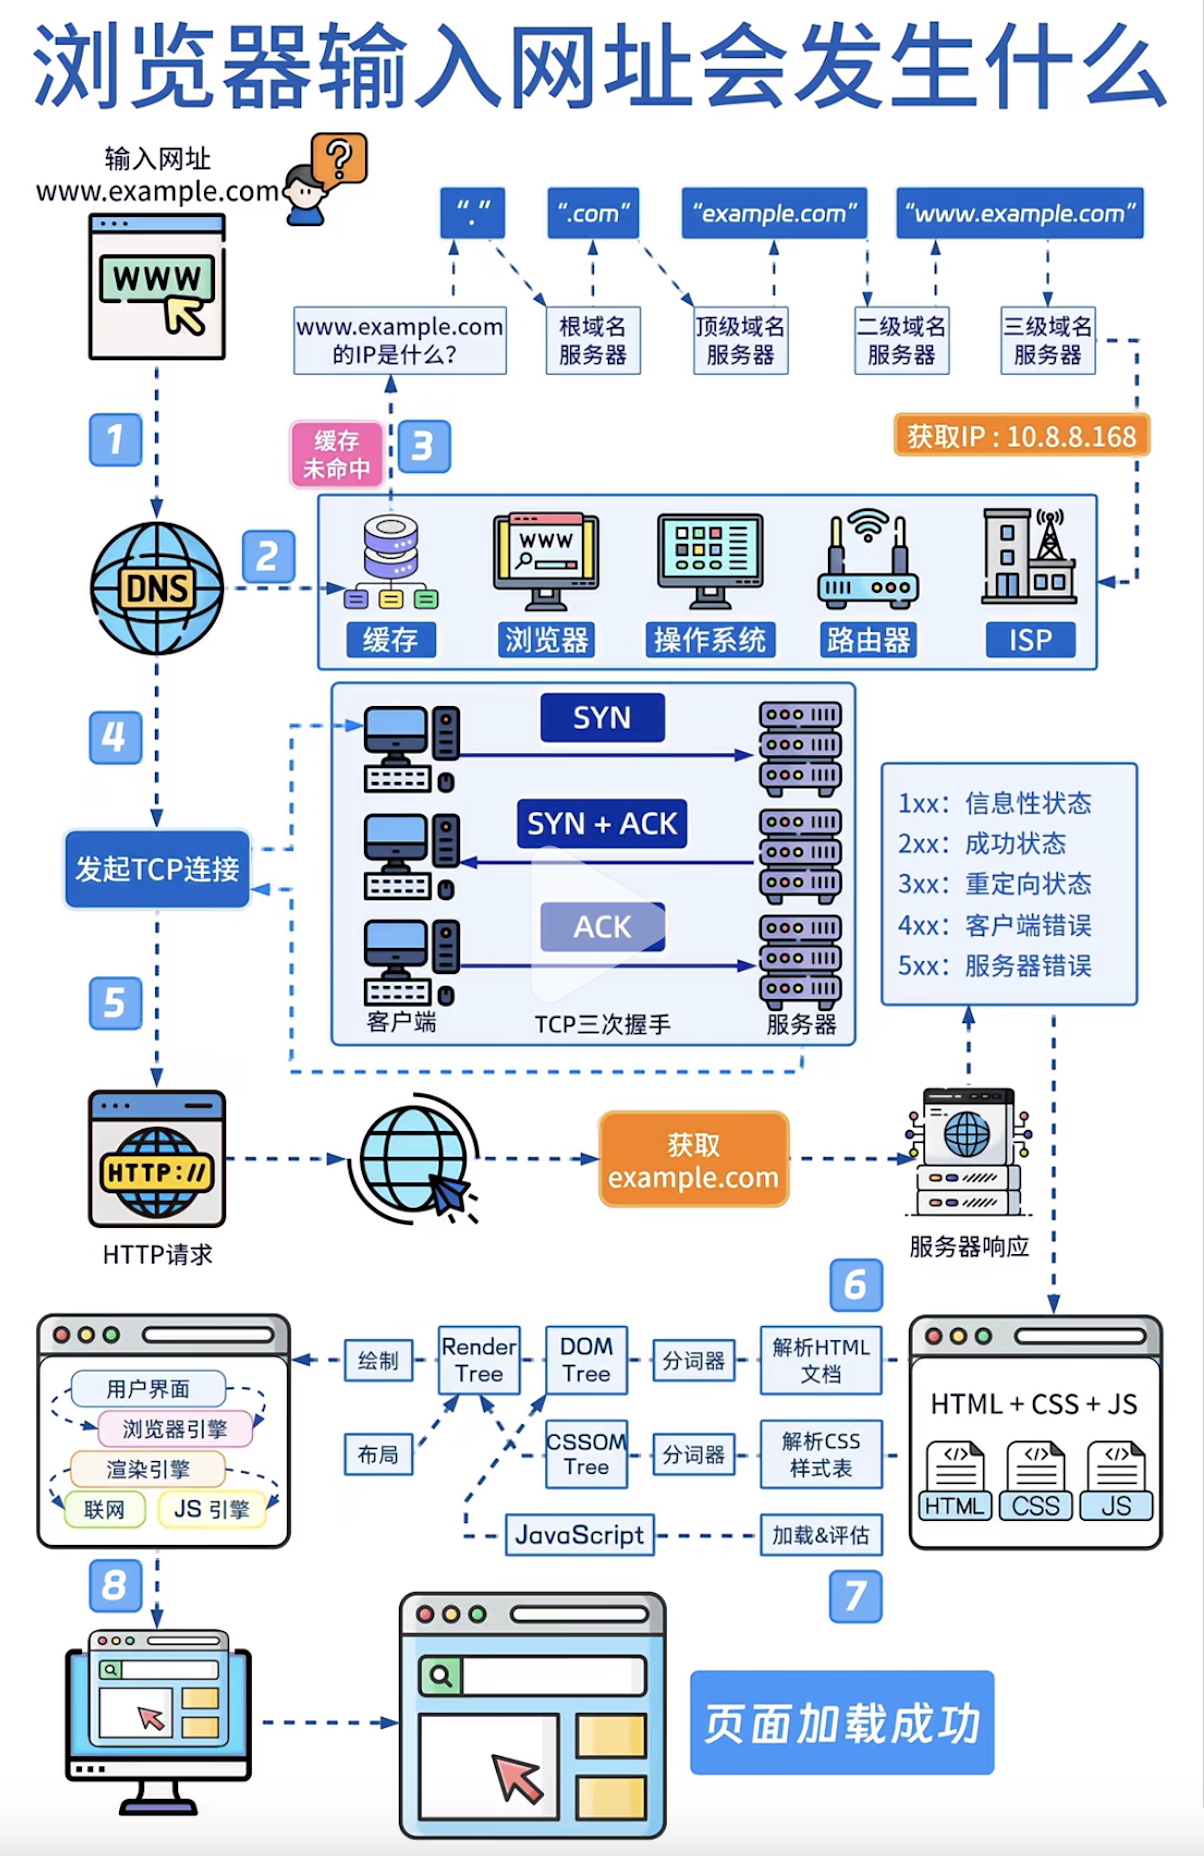 浏览器输入网址会发生什么
输入网址
www.example.com
?
WWW
"."
".com"
"example.com"
"www.example.com"
www.example.com
的IP是什么?
根域名
服务器
顶级域名
服务器
二级域名
服务器
三级域名
服务器
1
缓存
未命中
3
获取IP : 10.8.8.168
DNS
2
WWW
缓存
浏览器
操作系统
路由器
ISP
4
SYN
SYN + ACK
ACK
客户端
TCP三次握手
服务器
发起TCP连接
1xx：信息性状态
2xx：成功状态
3xx：重定向状态
4xx：客户端错误
5xx：服务器错误
5
HTTP://
HTTP请求
获取
example.com
服务器响应
6
用户界面
浏览器引擎
渲染引擎
联网
JS 引擎
绘制
Render
Tree
DOM
Tree
分词器
解析HTML
文档
布局
CSSOM
Tree
分词器
解析CSS
样式表
JavaScript
加载&评估
HTML + CSS + JS
</>
</>
</>
HTML
CSS
JS
7
8
页面加载成功